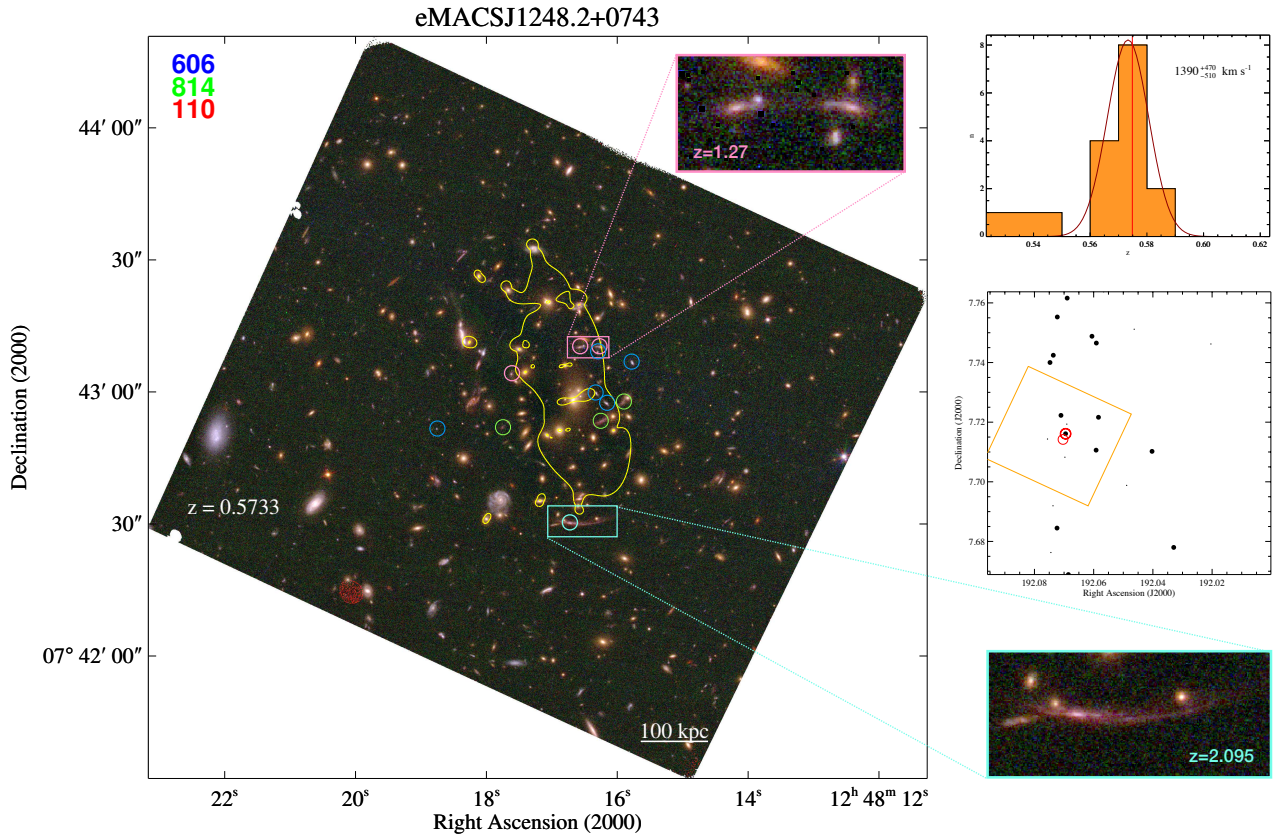 eMACSJ1248.2+0743
606
814
110
z=1.27
44' 00"
30"
43' 00"
30"
07° 42' 00"
Declination (2000)
z = 0.5733
100 kpc
22ˢ
20ˢ
18ˢ
16ˢ
14ˢ
12ʰ 48ᵐ 12ˢ
Right Ascension (2000)
1390 +470 −510 km s⁻¹
8
6
4
2
0
n
0.54
0.56
0.58
0.60
0.62
z
7.76
7.74
7.72
7.70
7.68
Declination (J2000)
192.08
192.06
192.04
192.02
Right Ascension (J2000)
z=2.095